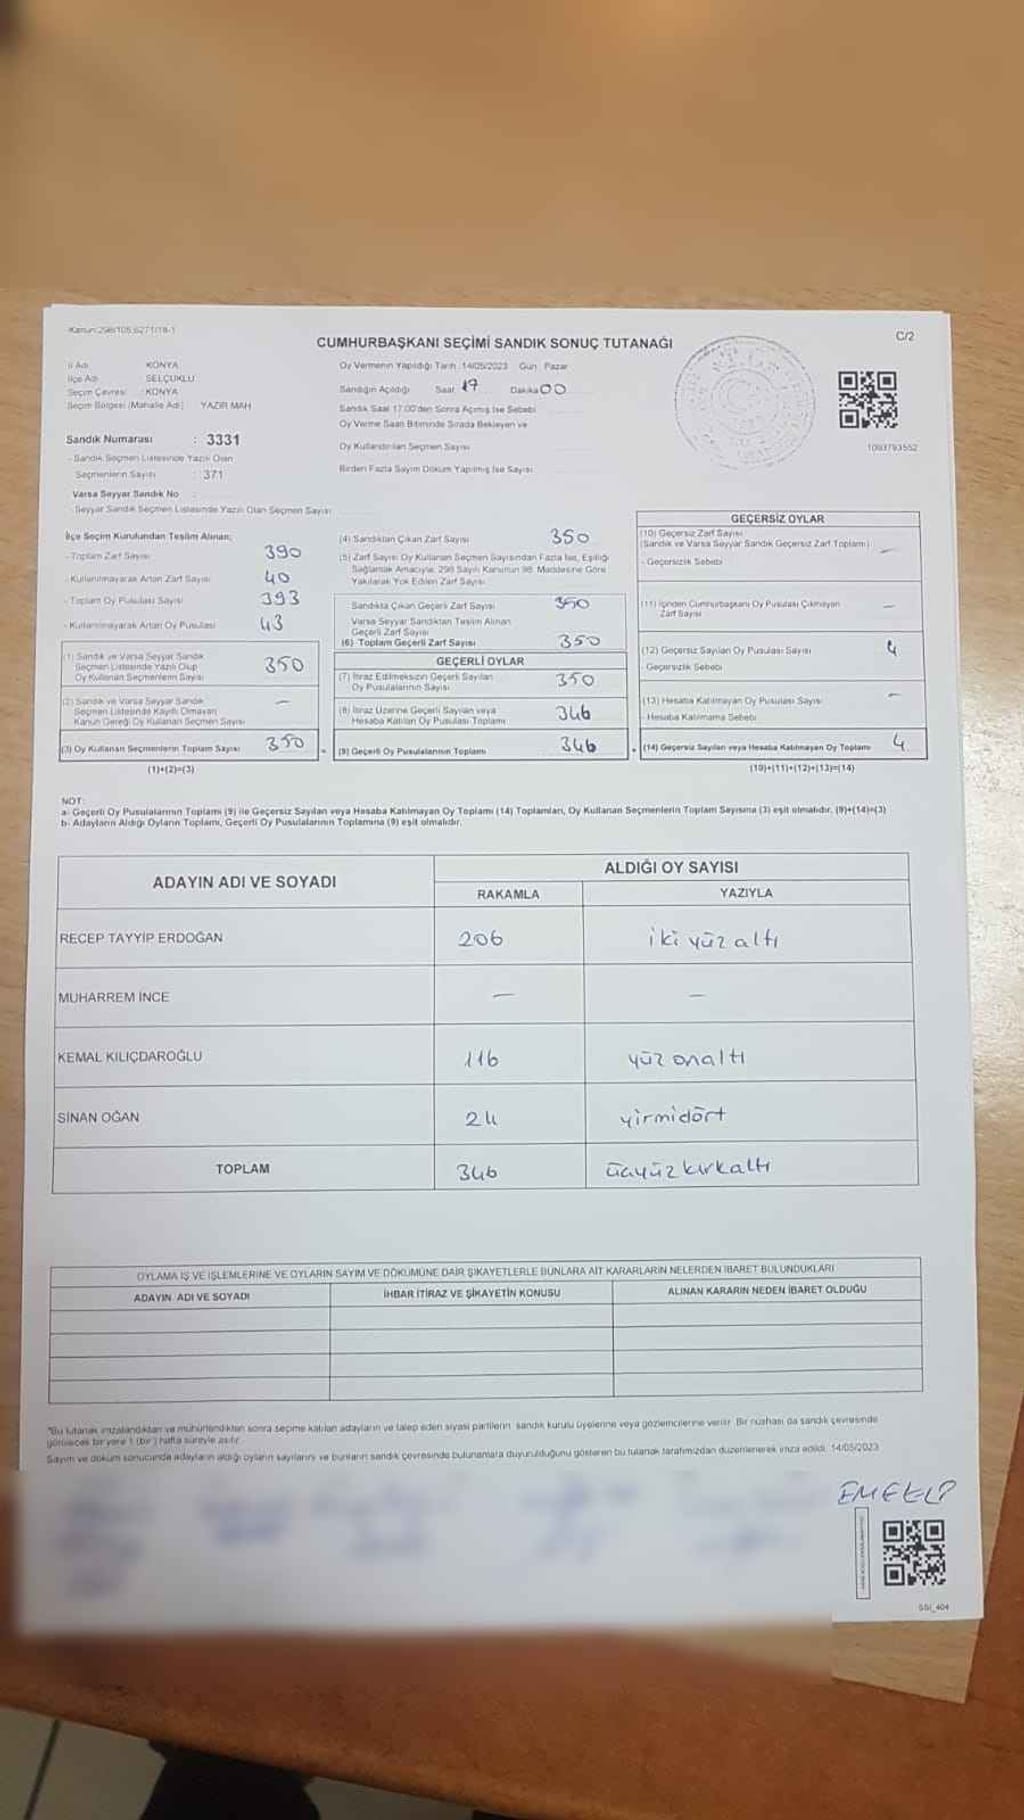 Kanun:298/105;6271/18-1
C/2
CUMHURBAŞKANI SEÇİMİ SANDIK SONUÇ TUTANAĞI
İl Adı KONYA
İlçe Adı SELÇUKLU
Seçim Çevresi : KONYA
Seçim Bölgesi (Mahalle Adı) YAZIR MAH
Oy Vermenin Yapıldığı Tarih :14/05/2023 Gün : Pazar
Sandığın Açıldığı Saat 17 Dakika 00
Sandık Saat 17:00'den Sonra Açımış İse Sebebi
Oy Verme Saati Bitiminde Sırada Bekleyen ve
Oy Kullandırılan Seçmen Sayısı
Birden Fazla Sayım Döküm Yapılmış İse Sayısı
1093793552
Sandık Numarası : 3331
- Sandık Seçmen Listesinde Yazılı Olan
Seçmenlerin Sayısı : 371
Varsa Seyyar Sandık No
Seyyar Sandık Seçmen Listesinde Yazılı Olan Seçmen Sayısı
İlçe Seçim Kurulundan Teslim Alınan;
- Toplam Zarf Sayısı 390
- Kullanılmayarak Artan Zarf Sayısı 40
- Toplam Oy Pusulası Sayısı 393
- Kullanılmayarak Artan Oy Pusulası 43
(1) Sandık ve Varsa Seyyar Sandık
Seçmen Listesinde Yazılı Olup
Oy Kullanan Seçmenlerin Sayısı 350
(2) Sandık ve Varsa Seyyar Sandık
Seçmen Listesinde Kayıtlı Olmayan
Kanun Gereği Oy Kullanan Seçmen Sayısı —
(3) Oy Kullanan Seçmenlerin Toplam Sayısı 350
(1)+(2)=(3)
(4) Sandıktan Çıkan Zarf Sayısı 350
(5) Zarf Sayısı Oy Kullanan Seçmen Sayısından Fazla İse, Eşitliği
Sağlamak Amacıyla, 298 Sayılı Kanunun 98. Maddesine Göre
Yakılarak Yok Edilen Zarf Sayısı
Sandıkta Çıkan Geçerli Zarf Sayısı 350
Varsa Seyyar Sandıktan Teslim Alınan
Geçerli Zarf Sayısı
(6)-Toplam Geçerli Zarf Sayısı 350
GEÇERLİ OYLAR
(7) İtiraz Edilmeksizin Geçerli Sayılan
Oy Pusulalarının Sayısı 350
(8) İtiraz Üzerine Geçerli Sayılan veya
Hesaba Katılan Oy Pusulası Toplamı 346
(9) Geçerli Oy Pusulalarının Toplamı 346
GEÇERSİZ OYLAR
(10) Geçersiz Zarf Sayısı
(Sandık ve Varsa Seyyar Sandık Geçersiz Zarf Toplamı) —
- Geçersizlik Sebebi
(11) İçinden Cumhurbaşkanı Oy Pusulası Çıkmayan
Zarf Sayısı —
(12) Geçersiz Sayılan Oy Pusulası Sayısı 4
- Geçersizlik Sebebi
(13) Hesaba Katılmayan Oy Pusulası Sayısı —
- Hesaba Katılmama Sebebi
(14) Geçersiz Sayılan veya Hesaba Katılmayan Oy Toplamı 4
(10)+(11)+(12)+(13)=(14)
NOT:
a- Geçerli Oy Pusulalarının Toplamı (9) ile Geçersiz Sayılan veya Hesaba Katılmayan Oy Toplamı (14) Toplamları, Oy Kullanan Seçmenlerin Toplam Sayısına (3) eşit olmalıdır. (9)+(14)=(3)
b- Adayların Aldığı Oyların Toplamı, Geçerli Oy Pusulalarının Toplamına (9) eşit olmalıdır.
ADAYIN ADI VE SOYADI
ALDIĞI OY SAYISI
RAKAMLA YAZIYLA
RECEP TAYYİP ERDOĞAN 206 iki yüz altı
MUHARREM İNCE — —
KEMAL KILIÇDAROĞLU 116 yüz onaltı
SİNAN OĞAN 24 yirmidört
TOPLAM 346 üçyüz kırkaltı
OYLAMA İŞ VE İŞLEMLERİNE VE OYLARIN SAYIM VE DÖKÜMÜNE DAİR ŞİKAYETLERLE BUNLARA AİT KARARLARIN NELERDEN İBARET BULUNDUKLARI
ADAYIN ADI VE SOYADI İHBAR İTİRAZ VE ŞİKAYETİN KONUSU ALINAN KARARIN NEDEN İBARET OLDUĞU
*Bu tutanak imzalandıktan ve mühürlendikten sonra seçime katılan adayların ve talep eden siyasi partilerin sandık kurulu üyelerine veya gözlemcilerine verilir. Bir nüshası da sandık çevresinde
görülecek bir yere 1 (bir) hafta süreyle asılır.
Sayım ve döküm sonucunda adayların aldığı oyların sayılarını ve bunların sandık çevresinde bulunanlara duyurulduğunu gösteren bu tutanak tarafımızdan düzenlenerek imza edildi. 14/05/2023
SSI_404